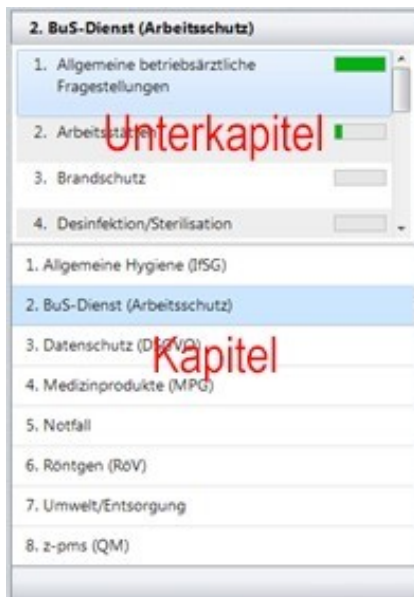 2. BuS-Dienst (Arbeitsschutz)
1. Allgemeine betriebsärztliche
Fragestellungen
2. Arbeitsstätten
Unterkapitel
3. Brandschutz
4. Desinfektion/Sterilisation
1. Allgemeine Hygiene (IfSG)
2. BuS-Dienst (Arbeitsschutz)
3. Datenschutz (DSGVO)
Kapitel
4. Medizinprodukte (MPG)
5. Notfall
6. Röntgen (RöV)
7. Umwelt/Entsorgung
8. z-pms (QM)